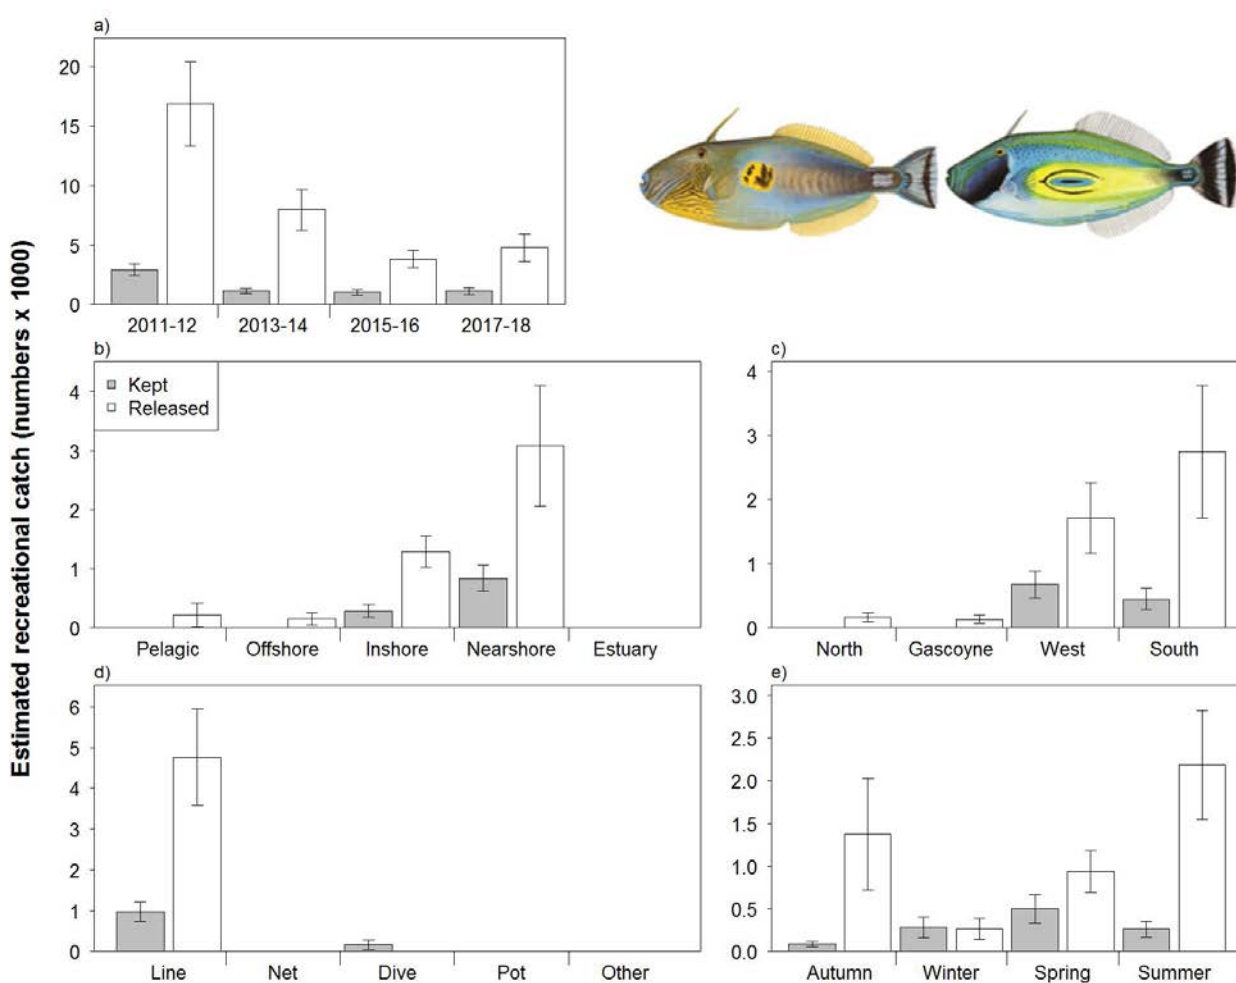 a)
20
15
10
5
0
2011-12 2013-14 2015-16 2017-18
Estimated recreational catch (numbers x 1000)
b)
Kept
Released
4
3
2
1
0
Pelagic Offshore Inshore Nearshore Estuary
c)
4
3
2
1
0
North Gascoyne West South
d)
6
5
4
3
2
1
0
Line Net Dive Pot Other
e)
3.0
2.5
2.0
1.5
1.0
0.5
0.0
Autumn Winter Spring Summer